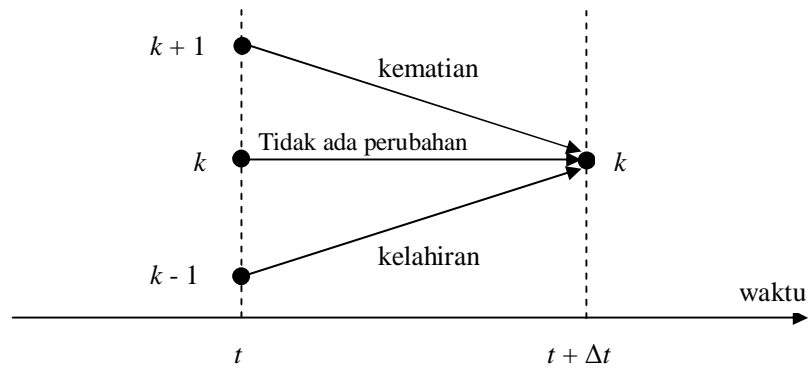 k + 1
kematian
Tidak ada perubahan
k
k
k - 1
kelahiran
waktu
t
t + Δt